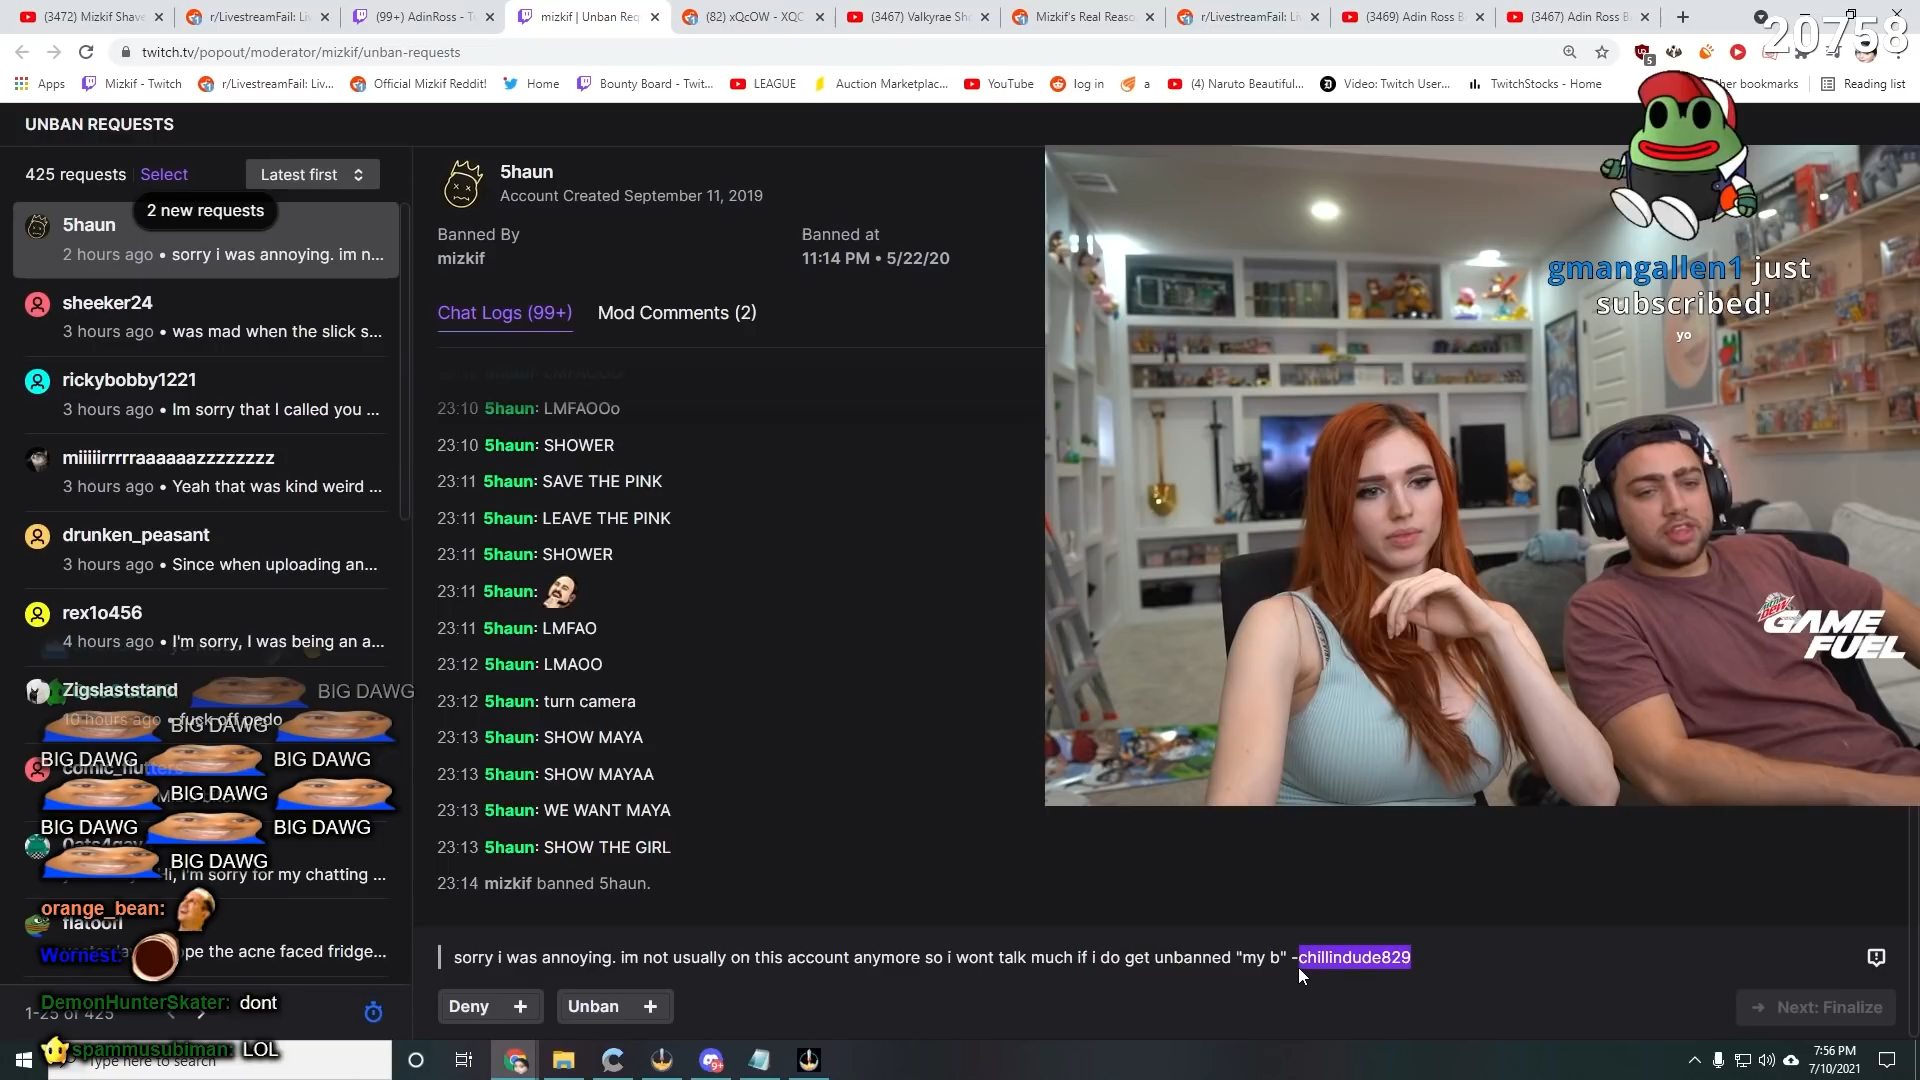 (3472) Mizkif Shave
r/LivestreamFail: Li
(99+) AdinRoss - T
mizkif | Unban Req
(82) xQcOW - XQC
(3467) Valkyrae Sh
Mizkif's Real Reaso
r/LivestreamFail: Li
(3469) Adin Ross B
(3467) Adin Ross B
20758
twitch.tv/popout/moderator/mizkif/unban-requests
5
Apps
Mizkif - Twitch
r/LivestreamFail: Liv...
Official Mizkif Reddit!
Home
Bounty Board - Twit...
LEAGUE
Auction Marketplac...
YouTube
log in
a
(4) Naruto Beautiful...
Video: Twitch User...
TwitchStocks - Home
her bookmarks
Reading list
UNBAN REQUESTS
425 requests
Select
Latest first
2 new requests
5haun
2 hours ago • sorry i was annoying. im n...
sheeker24
3 hours ago • was mad when the slick s...
rickybobby1221
3 hours ago • Im sorry that I called you ...
miiiiirrrrraaaaaazzzzzzzz
3 hours ago • Yeah that was kind weird ...
drunken_peasant
3 hours ago • Since when uploading an...
rex1o456
4 hours ago • I'm sorry, I was being an a...
Zigslaststand
BIG DAWG
10 hours ago • fuck off pedo
BIG DAWG
BIG DAWG
BIG DAWG
BIG DAWG
BIG DAWG
BIG DAWG
BIG DAWG
Hi, I'm sorry for my chatting ...
orange_bean:
flatoorl
Wornest:
ope the acne faced fridge...
DemonHunterSkater: dont
1-25 of 425
spammusubiman: LOL
5haun
Account Created September 11, 2019
Banned By
mizkif
Banned at
11:14 PM • 5/22/20
Chat Logs (99+)
Mod Comments (2)
23:10 5haun: LMFAOOo
23:10 5haun: SHOWER
23:11 5haun: SAVE THE PINK
23:11 5haun: LEAVE THE PINK
23:11 5haun: SHOWER
23:11 5haun:
23:11 5haun: LMFAO
23:12 5haun: LMAOO
23:12 5haun: turn camera
23:13 5haun: SHOW MAYA
23:13 5haun: SHOW MAYAA
23:13 5haun: WE WANT MAYA
23:13 5haun: SHOW THE GIRL
23:14 mizkif banned 5haun.
sorry i was annoying. im not usually on this account anymore so i wont talk much if i do get unbanned "my b" -chillindude829
Deny +
Unban +
Next: Finalize
gmangallen1 just
subscribed!
yo
mtn dew
GAME
FUEL
Type here to search
9+
7:56 PM
7/10/2021